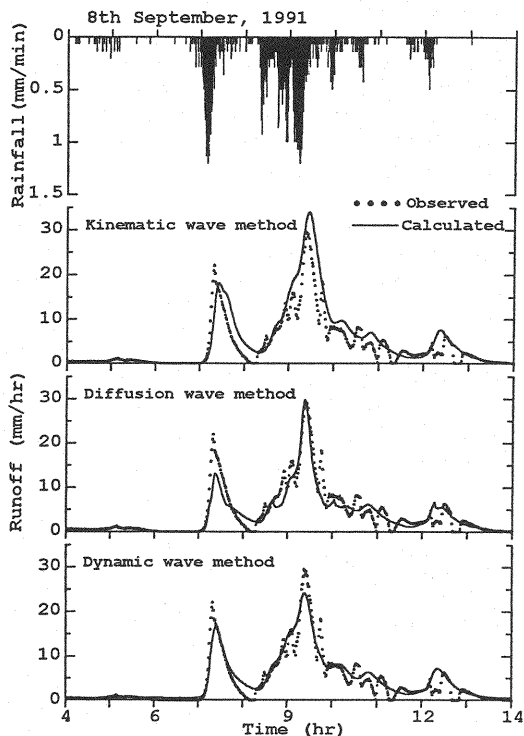 8th September, 1991
Rainfall(mm/min)
0
0.5
1
1.5
Observed
Calculated
Kinematic wave method
30
20
10
0
Runoff (mm/hr)
Diffusion wave method
30
20
10
0
Dynamic wave method
30
20
10
0
4 6 8 9 10 12 14
Time (hr)